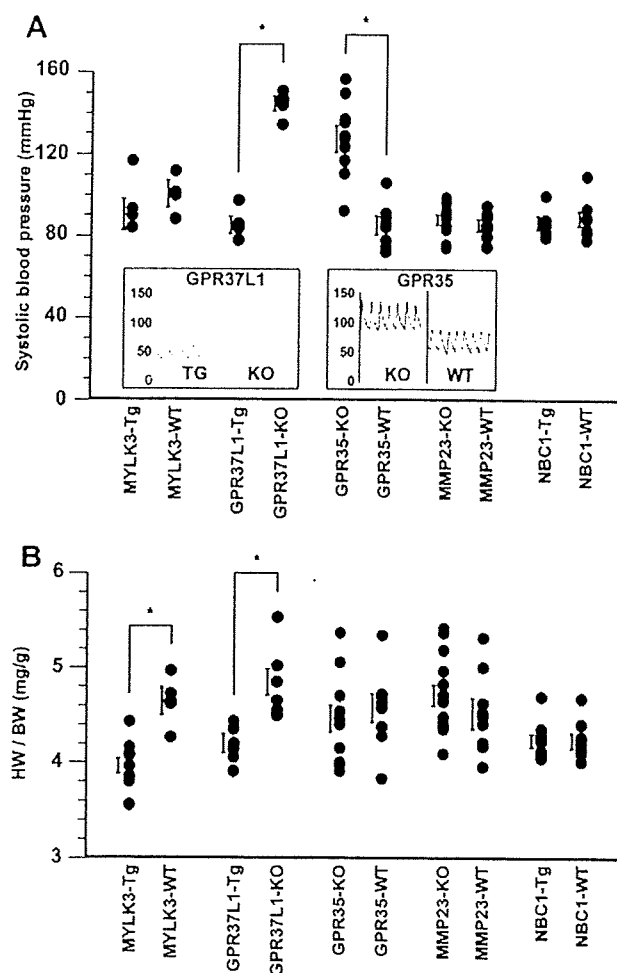 A
*
*
Systolic blood pressure (mmHg)
160
120
80
40
0
GPR37L1
150
100
50
0
TG KO
GPR35
150
100
50
0
KO WT
MYLK3-Tg
MYLK3-WT
GPR37L1-Tg
GPR37L1-KO
GPR35-KO
GPR35-WT
MMP23-KO
MMP23-WT
NBC1-Tg
NBC1-WT
B
*
*
HW / BW (mg/g)
6
5
4
3
MYLK3-Tg
MYLK3-WT
GPR37L1-Tg
GPR37L1-KO
GPR35-KO
GPR35-WT
MMP23-KO
MMP23-WT
NBC1-Tg
NBC1-WT